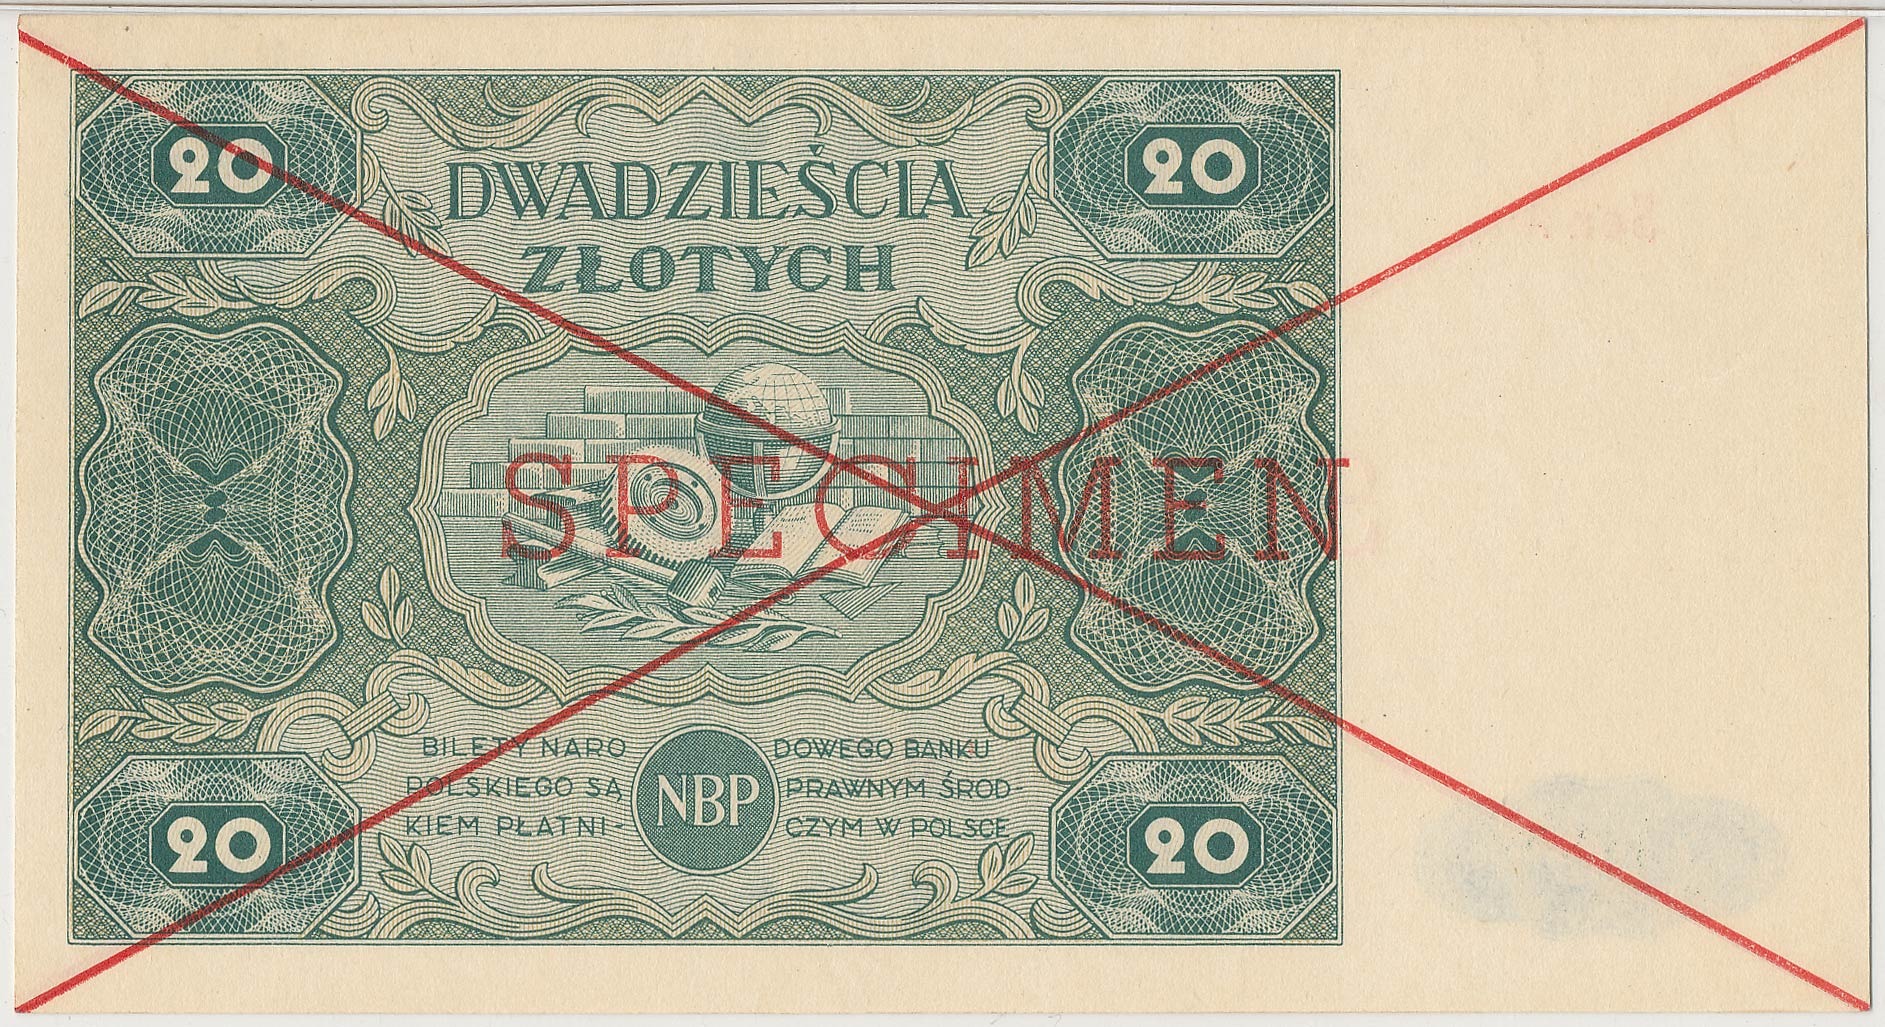 20
20
DWADZIEŚCIA
ZŁOTYCH
SPECIMEN
BILETY NARO DOWEGO BANKU
POLSKIEGO SĄ NBP PRAWNYM ŚROD-
KIEM PŁATNI CZYM W POLSCE
20
20